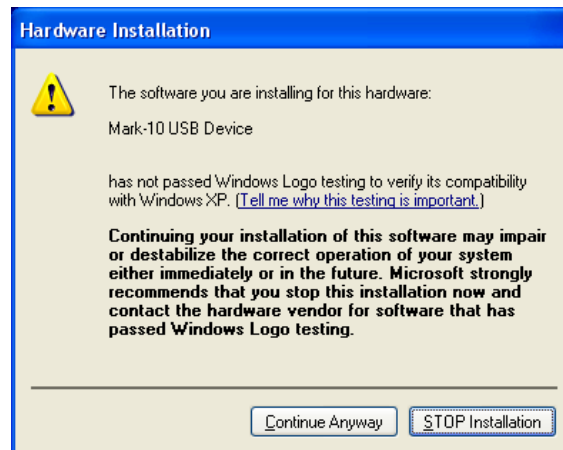 Hardware Installation
The software you are installing for this hardware:
Mark-10 USB Device
has not passed Windows Logo testing to verify its compatibility
with Windows XP. (Tell me why this testing is important.)
Continuing your installation of this software may impair
or destabilize the correct operation of your system
either immediately or in the future. Microsoft strongly
recommends that you stop this installation now and
contact the hardware vendor for software that has
passed Windows Logo testing.
Continue Anyway
STOP Installation